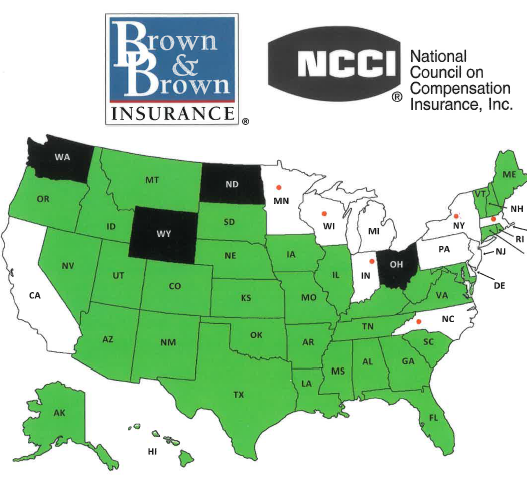 Brown
&
Brown
INSURANCE®
NCCI®
National
Council on
Compensation
Insurance, Inc.
WA
MT
ND
MN
VT
ME
NH
OR
ID
WY
SD
WI
MI
NY
RI
NV
UT
CO
NE
IA
IL
IN
OH
PA
NJ
DE
CA
KS
MO
VA
NC
AZ
NM
OK
AR
TN
SC
TX
LA
MS
AL
GA
FL
AK
HI